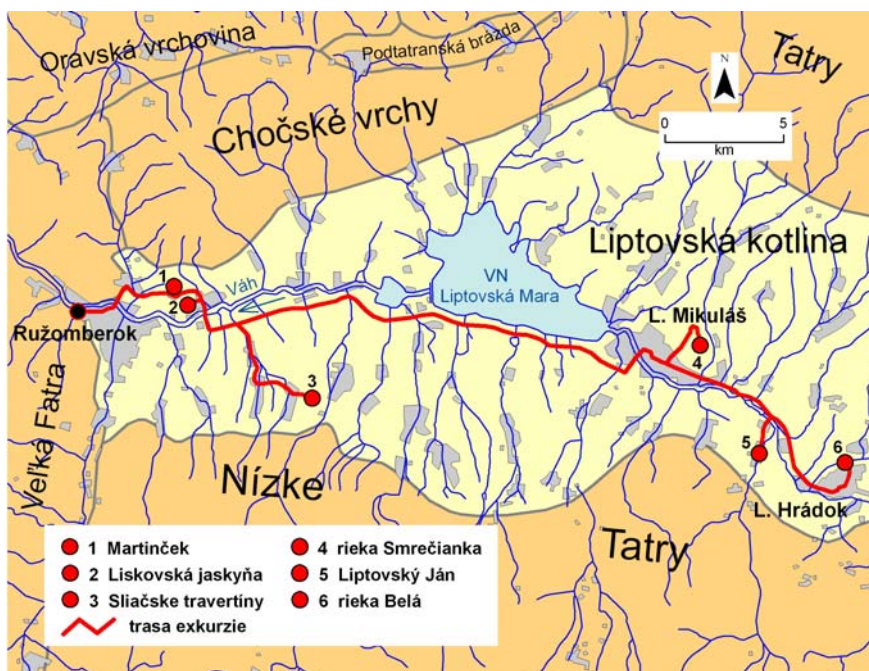 Oravská vrchovina
Podtatranská brázda
Tatry
N
Chočské vrchy
0 5
km
Liptovská kotlina
VN
Liptovská Mara
Váh
1
2
L. Mikuláš
Ružomberok
4
3
Veľká Fatra
5
6
Nízke
L. Hrádok
Tatry
1 Martinček
2 Liskovská jaskyňa
3 Sliačske travertíny
trasa exkurzie
4 rieka Smrečianka
5 Liptovský Ján
6 rieka Belá